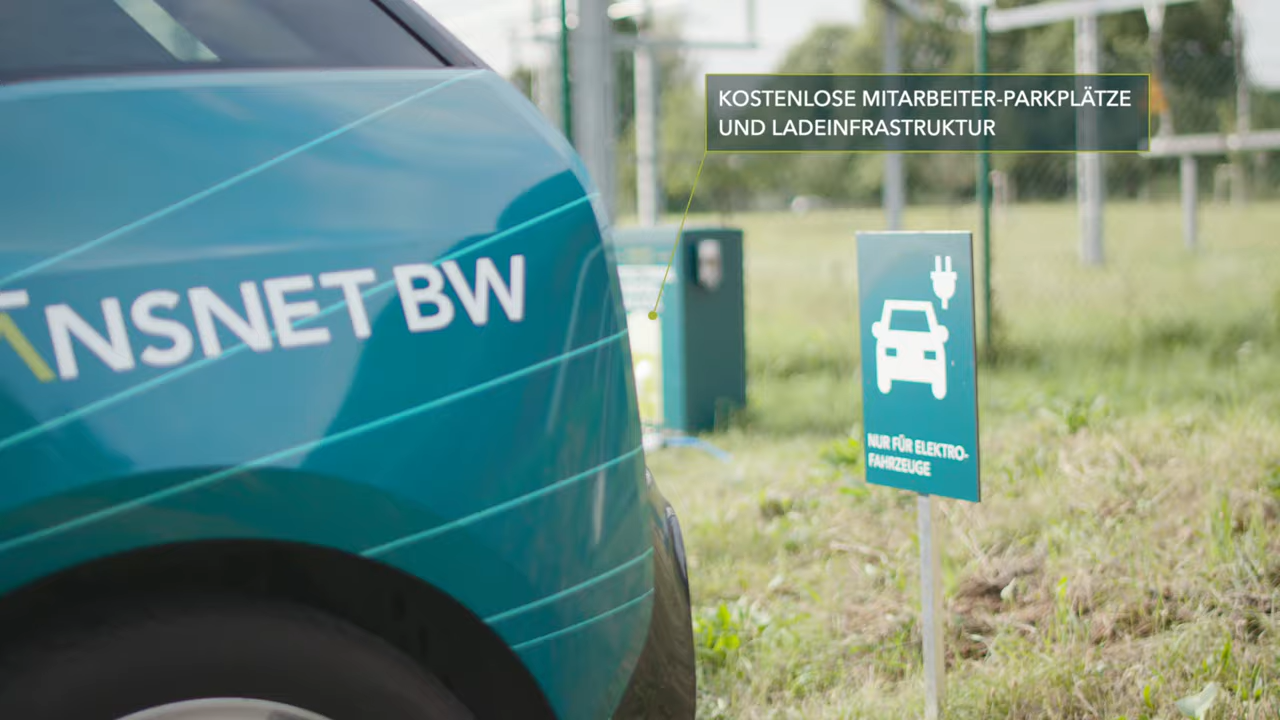 KOSTENLOSE MITARBEITER-PARKPLÄTZE
UND LADEINFRASTRUKTUR
NSNET BW
NUR FÜR ELEKTRO-
FAHRZEUGE